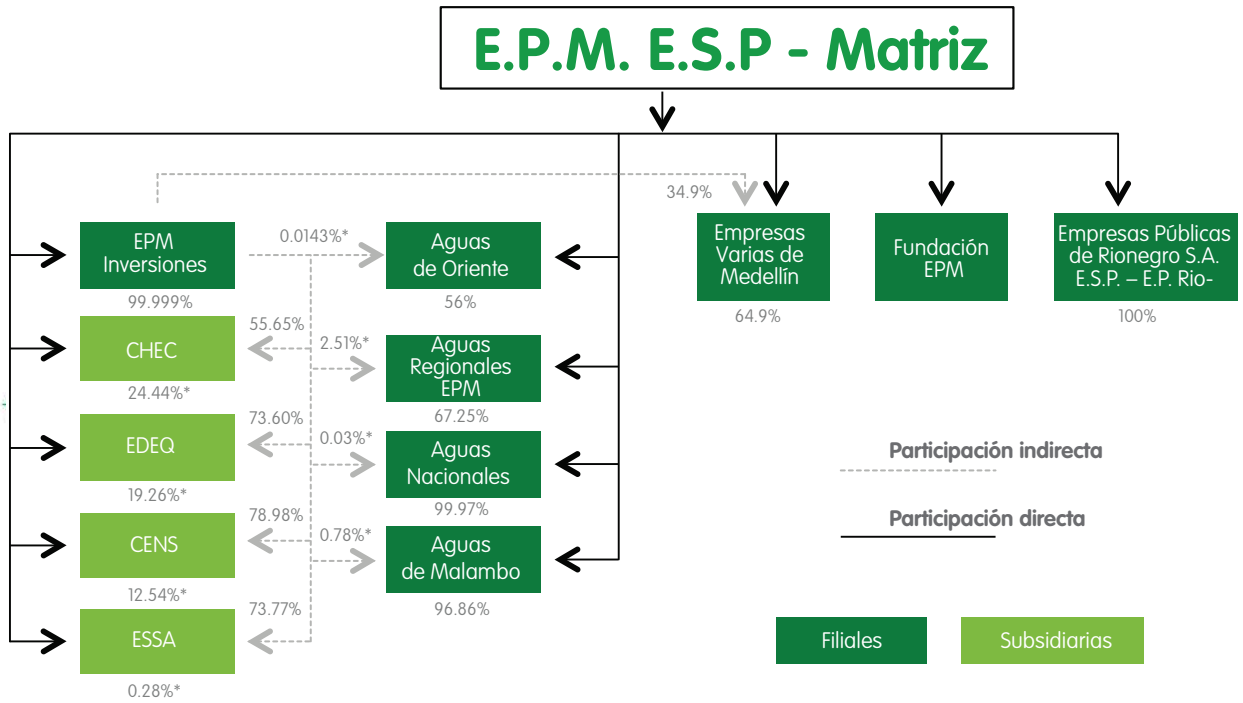 E.P.M. E.S.P - Matriz
34.9%
EPM
Inversiones
99.999%
0.0143%*
Aguas
de Oriente
56%
Empresas
Varias de
Medellín
64.9%
Fundación
EPM
Empresas Públicas
de Rionegro S.A.
E.S.P. – E.P. Rio-
100%
55.65%
CHEC
24.44%*
2.51%*
Aguas
Regionales
EPM
67.25%
73.60%
EDEQ
19.26%*
0.03%*
Aguas
Nacionales
99.97%
78.98%
CENS
12.54%*
0.78%*
Aguas
de Malambo
96.86%
73.77%
ESSA
0.28%*
Participación indirecta
Participación directa
Filiales
Subsidiarias